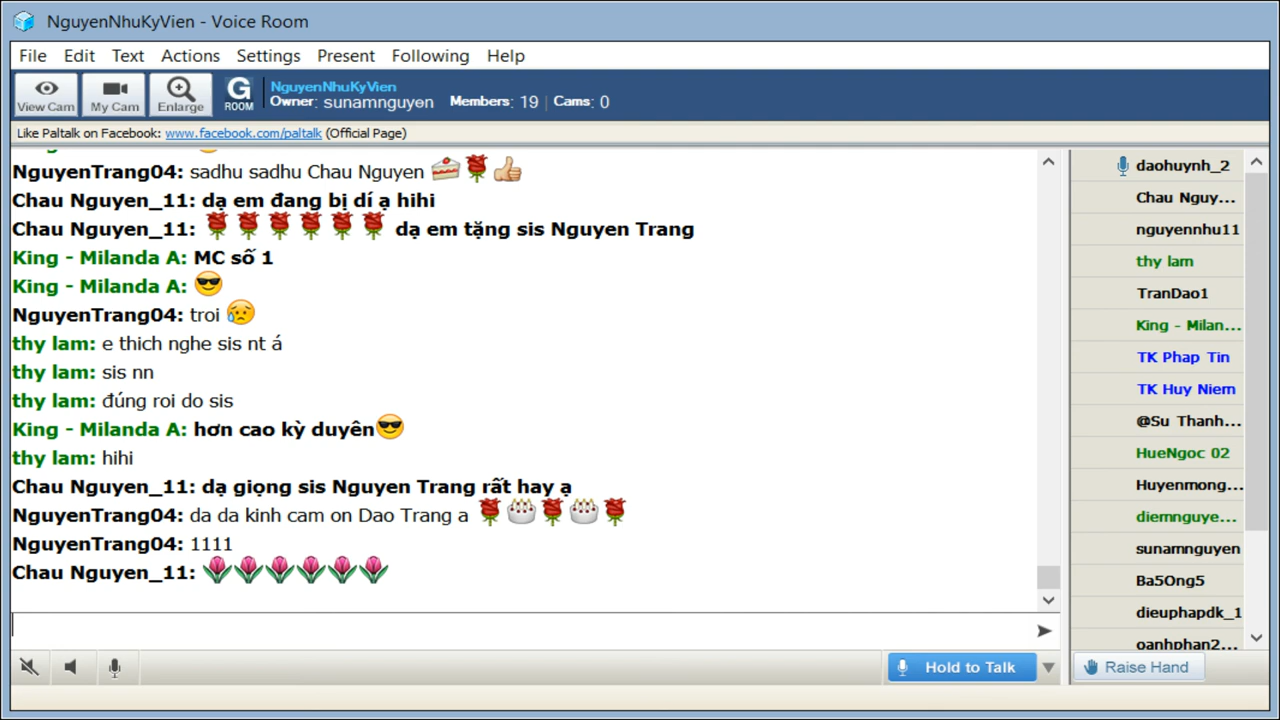 NguyenNhuKyVien - Voice Room
File Edit Text Actions Settings Present Following Help
View Cam
My Cam
Enlarge
G ROOM
NguyenNhuKyVien
Owner: sunamnguyen Members: 19 | Cams: 0
Like Paltalk on Facebook: www.facebook.com/paltalk (Official Page)
NguyenTrang04: sadhu sadhu Chau Nguyen
Chau Nguyen_11: dạ em đang bị dí ạ hihi
Chau Nguyen_11: dạ em tặng sis Nguyen Trang
King - Milanda A: MC số 1
King - Milanda A:
NguyenTrang04: troi
thy lam: e thich nghe sis nt á
thy lam: sis nn
thy lam: đúng roi do sis
King - Milanda A: hơn cao kỳ duyên
thy lam: hihi
Chau Nguyen_11: dạ giọng sis Nguyen Trang rất hay ạ
NguyenTrang04: da da kinh cam on Dao Trang a
NguyenTrang04: 1111
Chau Nguyen_11:
daohuynh_2
Chau Nguy...
nguyennhu11
thy lam
TranDao1
King - Milan...
TK Phap Tin
TK Huy Niem
@Su Thanh...
HueNgoc 02
Huyenmong...
diemnguye...
sunamnguyen
Ba5Ong5
dieuphapdk_1
oanhphan2...
Hold to Talk
Raise Hand